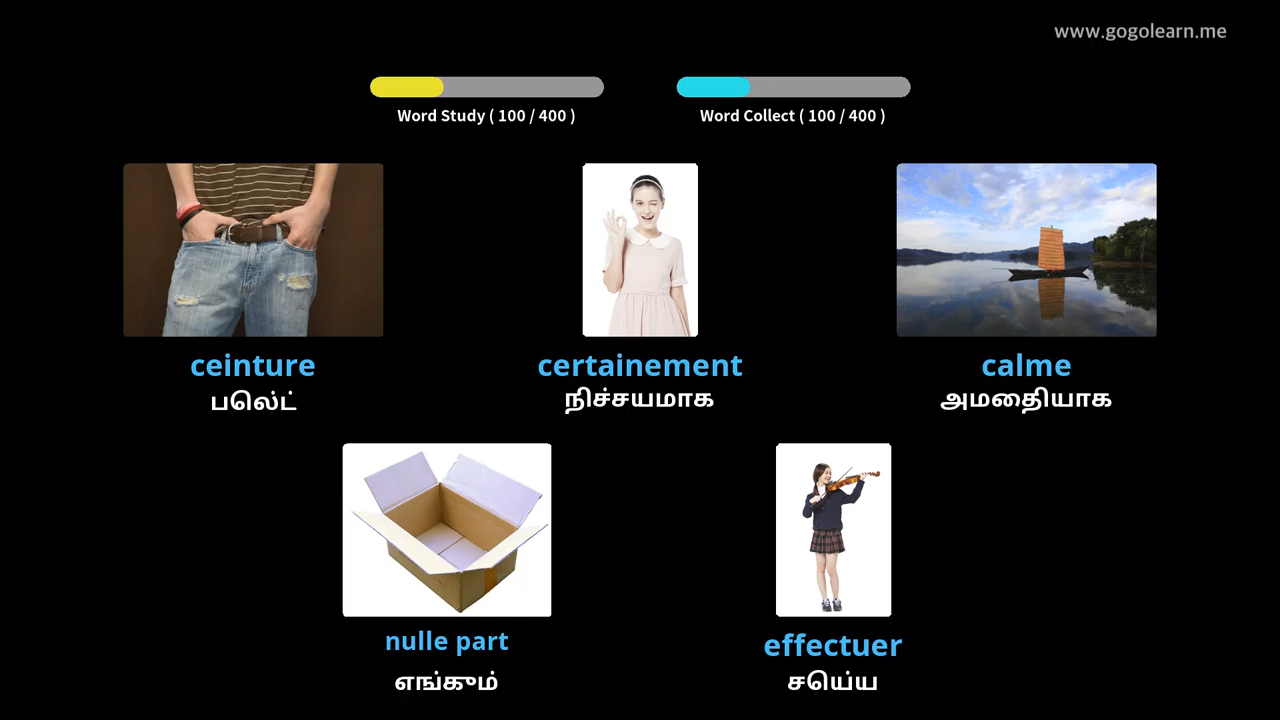 www.gogolearn.me
Word Study ( 100 / 400 )
Word Collect ( 100 / 400 )
ceinture
பெல்ட்
certainement
நிச்சயமாக
calme
அமைதியாக
nulle part
எங்கும்
effectuer
செய்ய